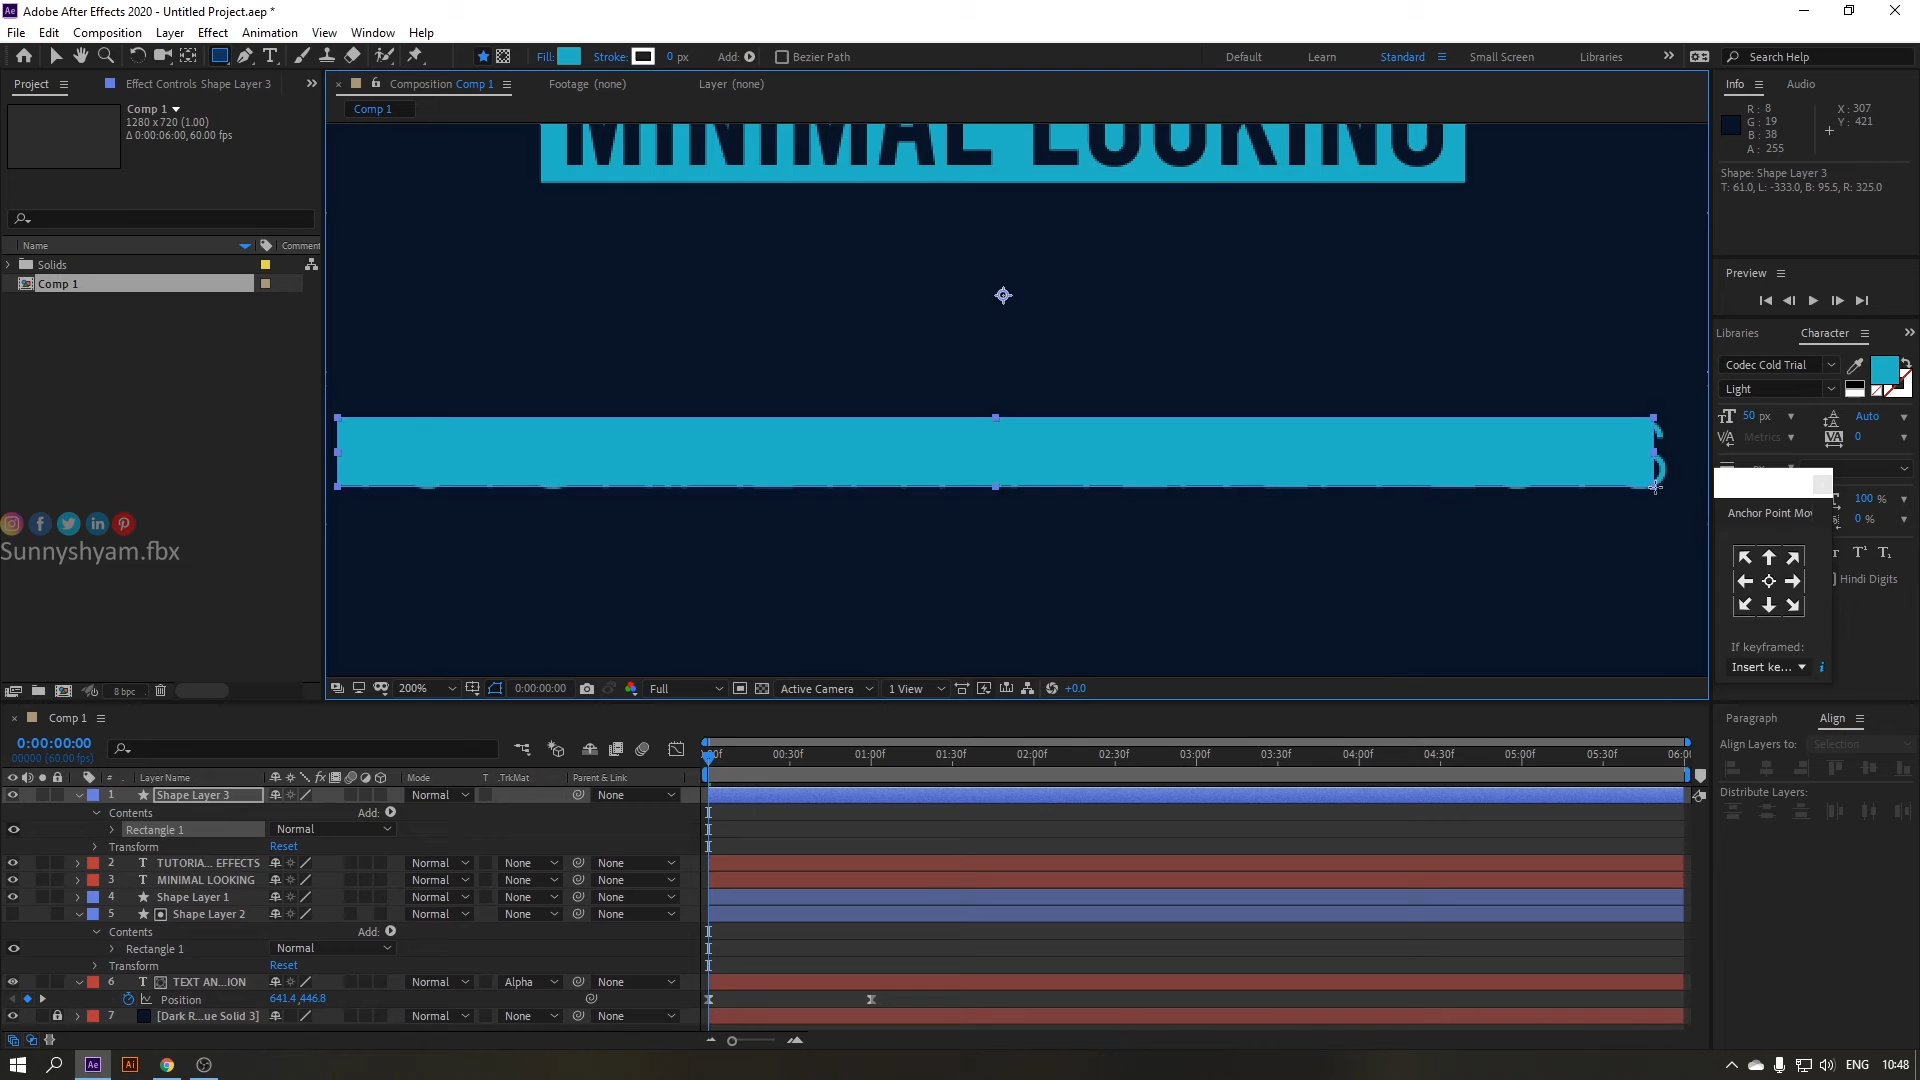 Adobe After Effects 2020 - Untitled Project.aep *
File Edit Composition Layer Effect Animation View Window Help
Fill: Stroke: 0 px Add: Bezier Path Default Learn Standard Small Screen Libraries Search Help
Project Effect Controls Shape Layer 3
Composition Comp 1 Footage (none) Layer (none)
Info Audio
Comp 1
1280 x 720 (1.00)
Δ 0:00:06:00, 60.00 fps
Comp 1
R: 8
G: 19
B: 38
A: 255
X: 307
Y: 421
Shape: Shape Layer 3
T: 61.0, L: -333.0, B: 95.5, R: 325.0
MINIMAL LOOKING
Name Comment
Solids
Comp 1
Preview
Libraries Character
Codec Cold Trial
Light
50 px Auto
Metrics 0
100 %
0 %
Hindi Digits
Anchor Point Mov
If keyframed:
Insert ke...
Sunnyshyam.fbx
8 bpc
200% 0:00:00:00 Full Active Camera 1 View +0.0
Comp 1
0:00:00:00
00000 (60.00 fps)
00:30f 01:00f 01:30f 02:00f 02:30f 03:00f 03:30f 04:00f 04:30f 05:00f 05:30f 06:00
# Layer Name Mode T .TrkMat Parent & Link
1 Shape Layer 3 Normal None
Contents Add:
Rectangle 1 Normal
Transform Reset
2 T TUTORIA... EFFECTS Normal None None
3 T MINIMAL LOOKING Normal None None
4 Shape Layer 1 Normal None None
5 Shape Layer 2 Normal None None
Contents Add:
Rectangle 1 Normal
Transform Reset
6 T TEXT AN...ION Normal Alpha None
Position 641.4,446.8
7 [Dark R...ue Solid 3] Normal None None
Paragraph Align
Align Layers to: Selection
Distribute Layers:
ENG 10:48